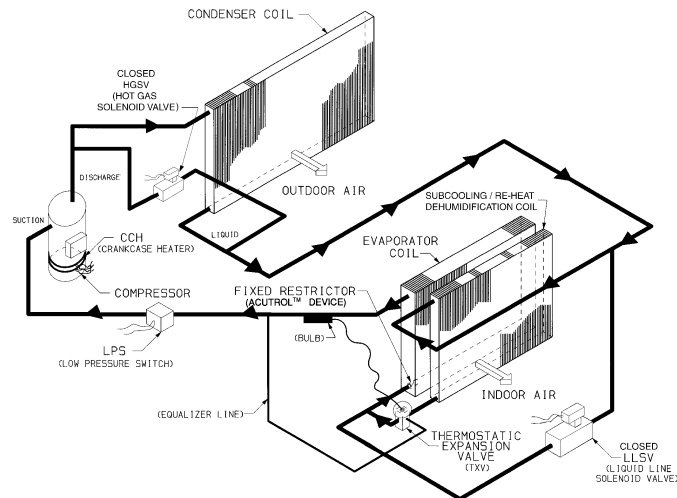 CONDENSER COIL
CLOSED
HGSV
(HOT GAS
SOLENOID VALVE)
DISCHARGE
OUTDOOR AIR
SUBCOOLING / RE-HEAT
DEHUMIDIFICATION COIL
SUCTION
LIQUID
EVAPORATOR
COIL
CCH
(CRANKCASE HEATER)
COMPRESSOR
FIXED RESTRICTOR
(ACUTROL™ DEVICE)
LPS
(LOW PRESSURE SWITCH)
(BULB)
INDOOR AIR
(EQUALIZER LINE)
THERMOSTATIC
EXPANSION
VALVE
(TXV)
CLOSED
LLSV
(LIQUID LINE
SOLENOID VALVE)